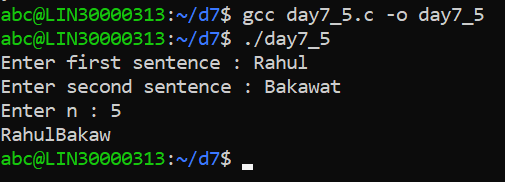 abc@LIN30000313:~/d7$ gcc day7_5.c -o day7_5
abc@LIN30000313:~/d7$ ./day7_5
Enter first sentence : Rahul
Enter second sentence : Bakawat
Enter n : 5
RahulBakaw
abc@LIN30000313:~/d7$